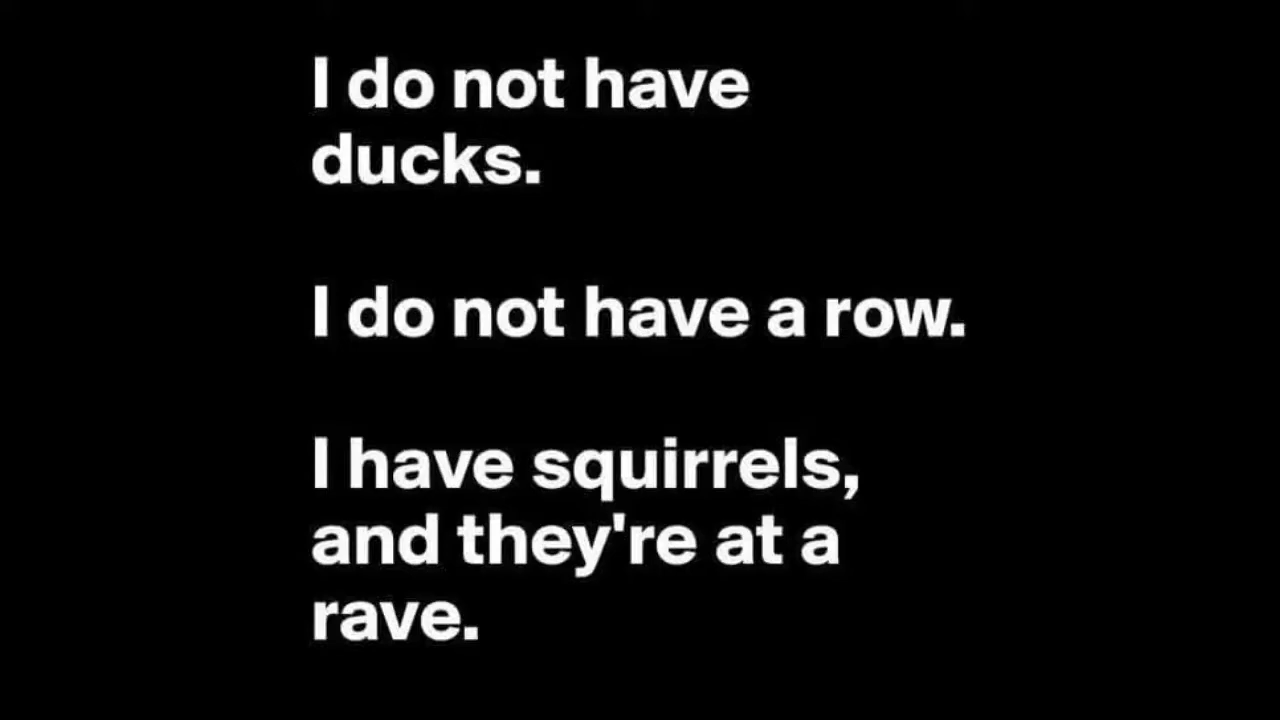 I do not have
ducks.
I do not have a row.
I have squirrels,
and they're at a
rave.